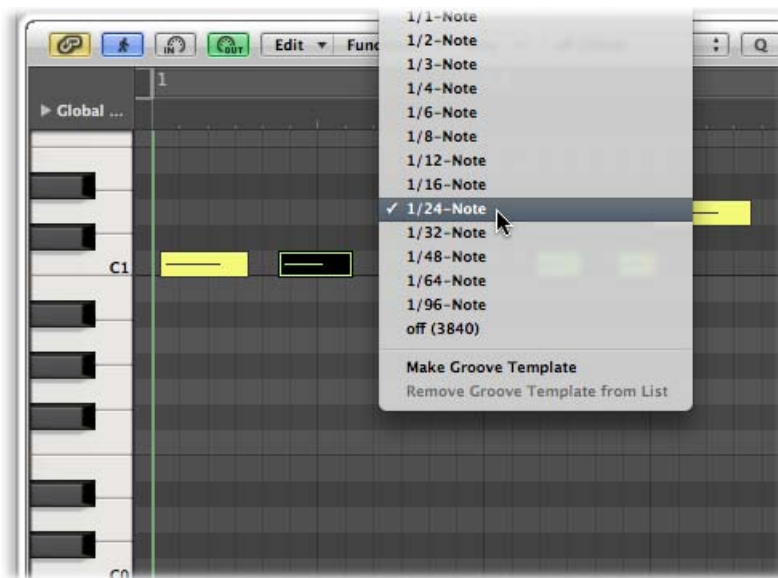 1/1-Note
IN
OUT
Edit
Func
Q
1/2-Note
1/3-Note
1
1/4-Note
Global ...
1/6-Note
1/8-Note
1/12-Note
1/16-Note
✓ 1/24-Note
1/32-Note
C1
1/48-Note
1/64-Note
1/96-Note
off (3840)
Make Groove Template
Remove Groove Template from List
C0